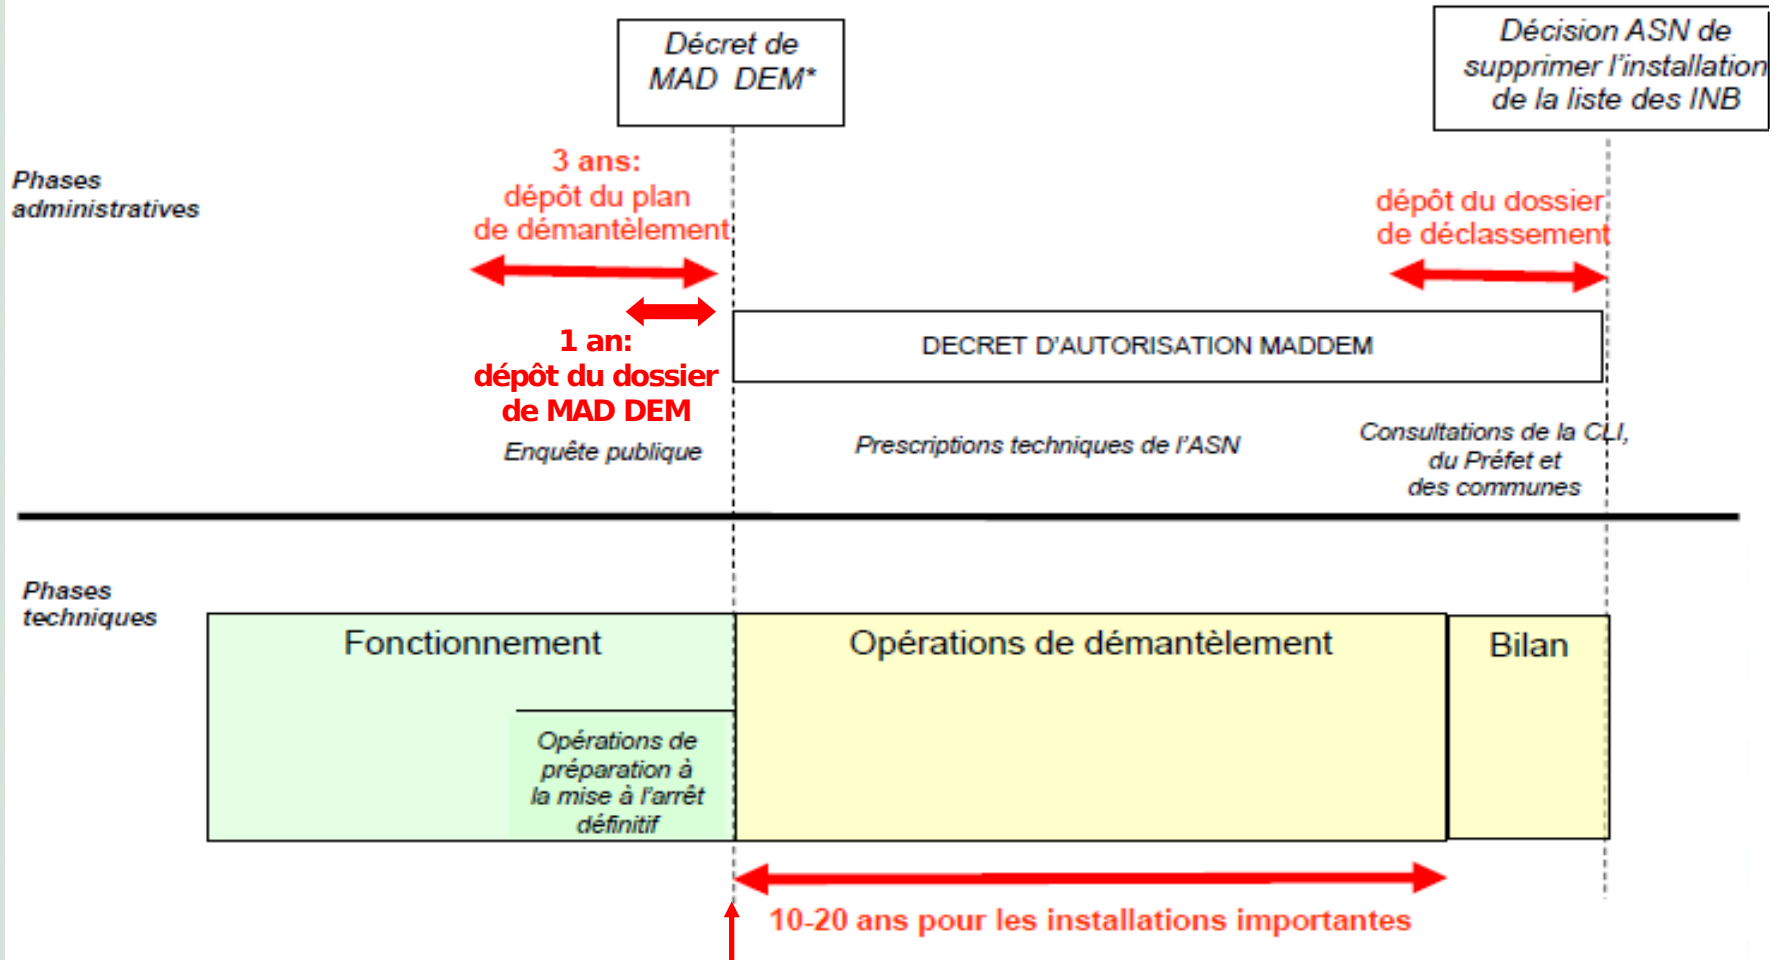 Décret de
MAD DEM*
Décision ASN de
supprimer l'installation
de la liste des INB
Phases
administratives
3 ans:
dépôt du plan
de démantèlement
dépôt du dossier
de déclassement
1 an:
dépôt du dossier
de MAD DEM
DECRET D'AUTORISATION MADDEM
Enquête publique
Prescriptions techniques de l'ASN
Consultations de la CLI,
du Préfet et
des communes
Phases
techniques
Fonctionnement
Opérations de démantèlement
Bilan
Opérations de
préparation à
la mise à l'arrêt
définitif
10-20 ans pour les installations importantes